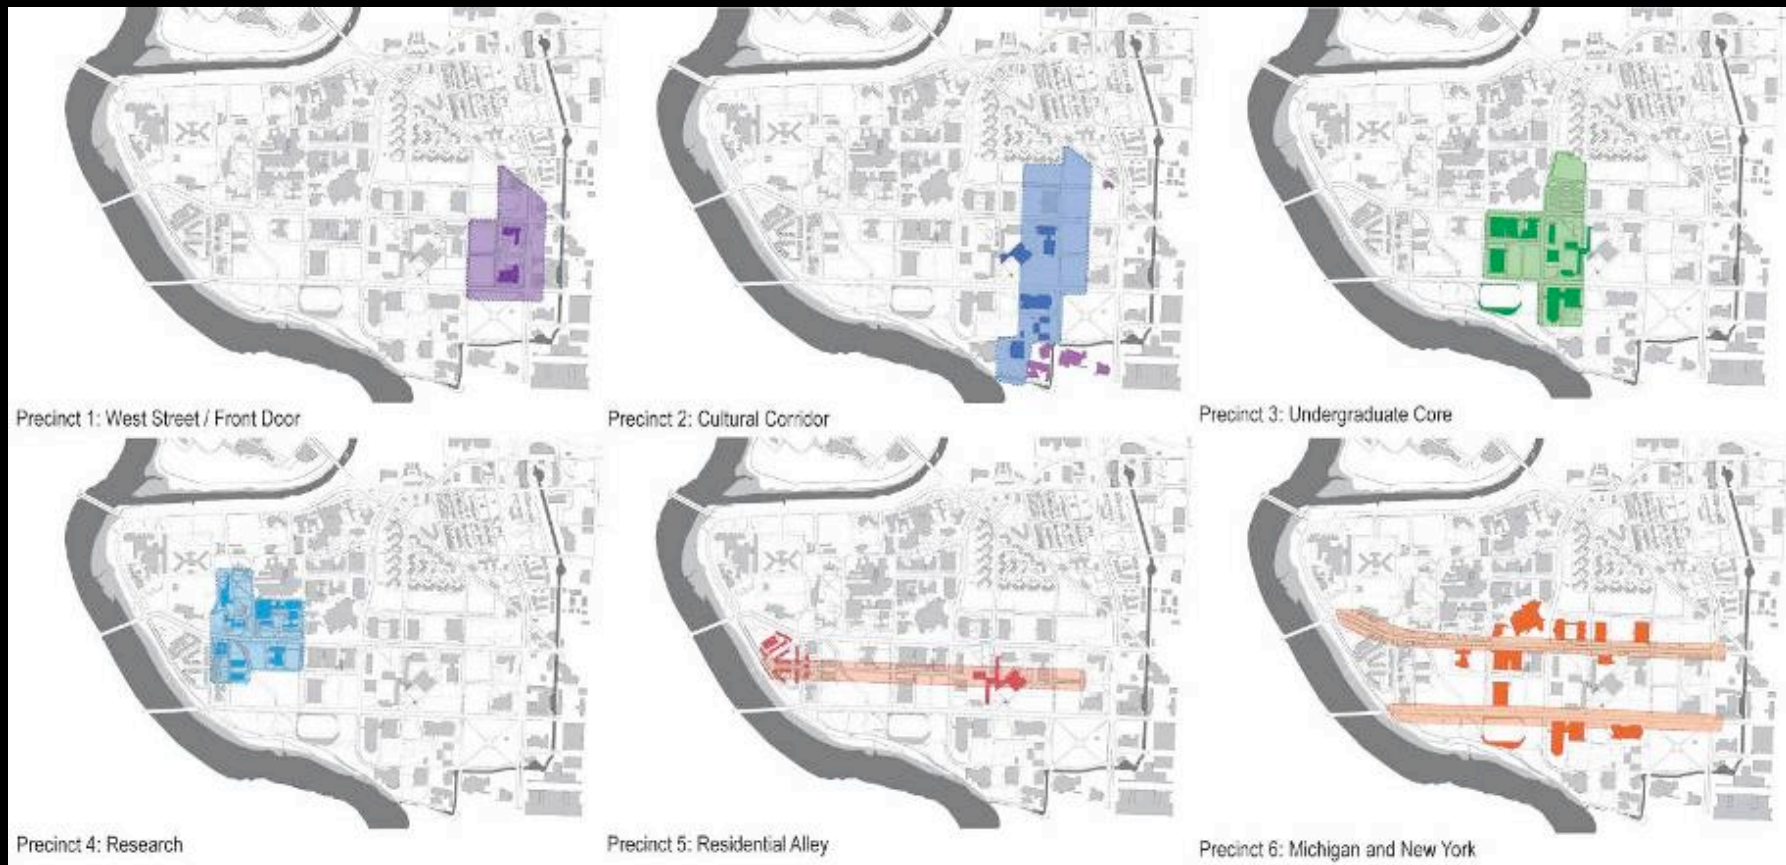 Precinct 1: West Street / Front Door
Precinct 2: Cultural Corridor
Precinct 3: Undergraduate Core
Precinct 4: Research
Precinct 5: Residential Alley
Precinct 6: Michigan and New York